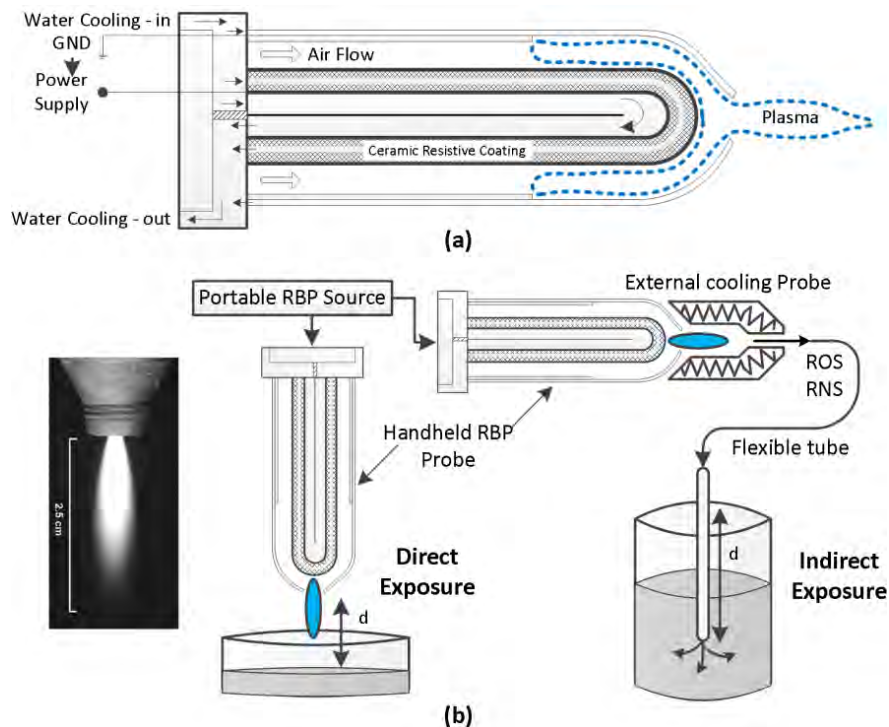 Water Cooling - in
GND
Air Flow
Power
Supply
Plasma
Ceramic Resistive Coating
Water Cooling - out
(a)
External cooling Probe
Portable RBP Source
ROS
RNS
Handheld RBP
Probe
Flexible tube
2.5 cm
Direct
Exposure
d
d
Indirect
Exposure
(b)